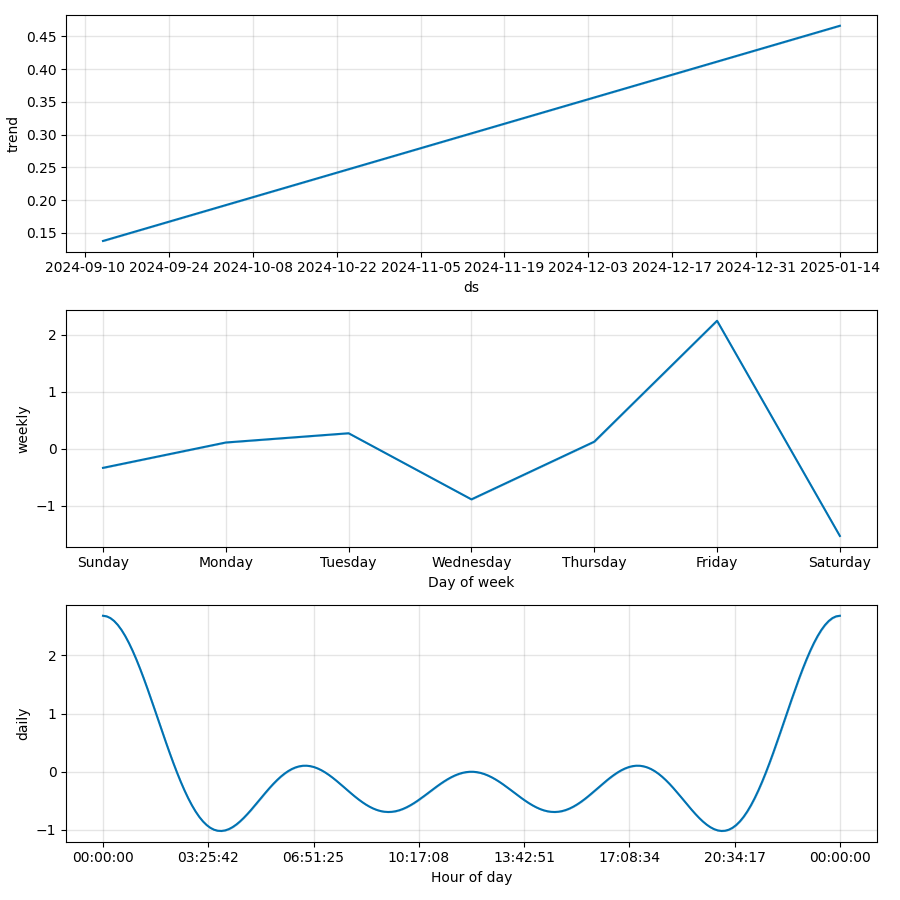 0.45
0.40
0.35
0.30
0.25
0.20
0.15
trend
2024-09-10 2024-09-24 2024-10-08 2024-10-22 2024-11-05 2024-11-19 2024-12-03 2024-12-17 2024-12-31 2025-01-14
ds
2
1
0
−1
weekly
Sunday Monday Tuesday Wednesday Thursday Friday Saturday
Day of week
2
1
0
−1
daily
00:00:00 03:25:42 06:51:25 10:17:08 13:42:51 17:08:34 20:34:17 00:00:00
Hour of day